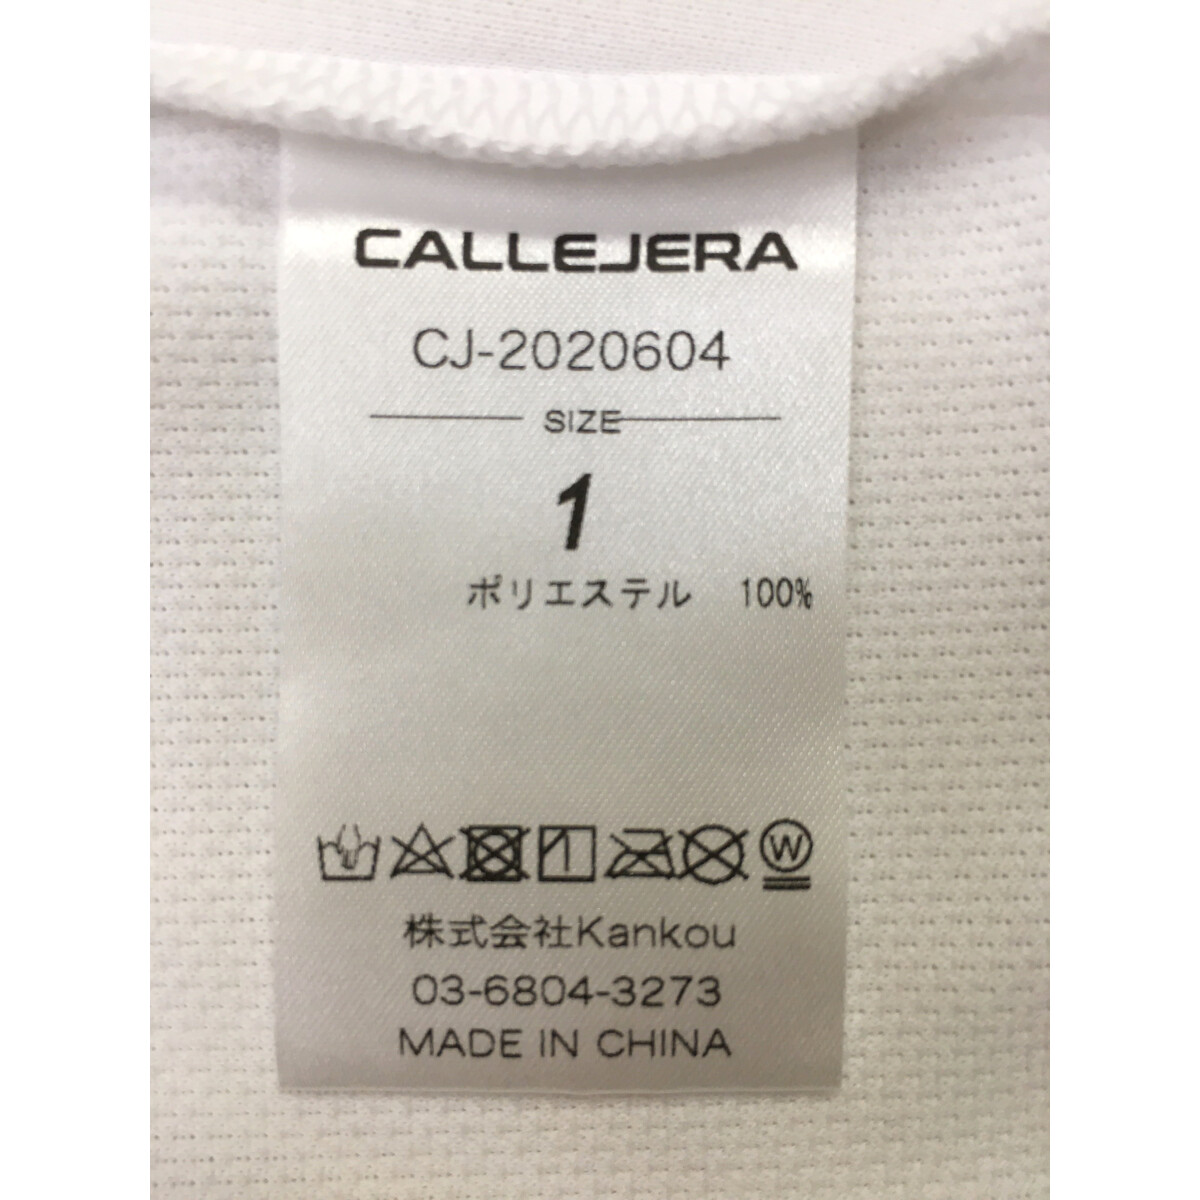 CALLEJERA
CJ-2020604
SIZE
1
ポリエステル 100%
W
株式会社Kankou
03-6804-3273
MADE IN CHINA